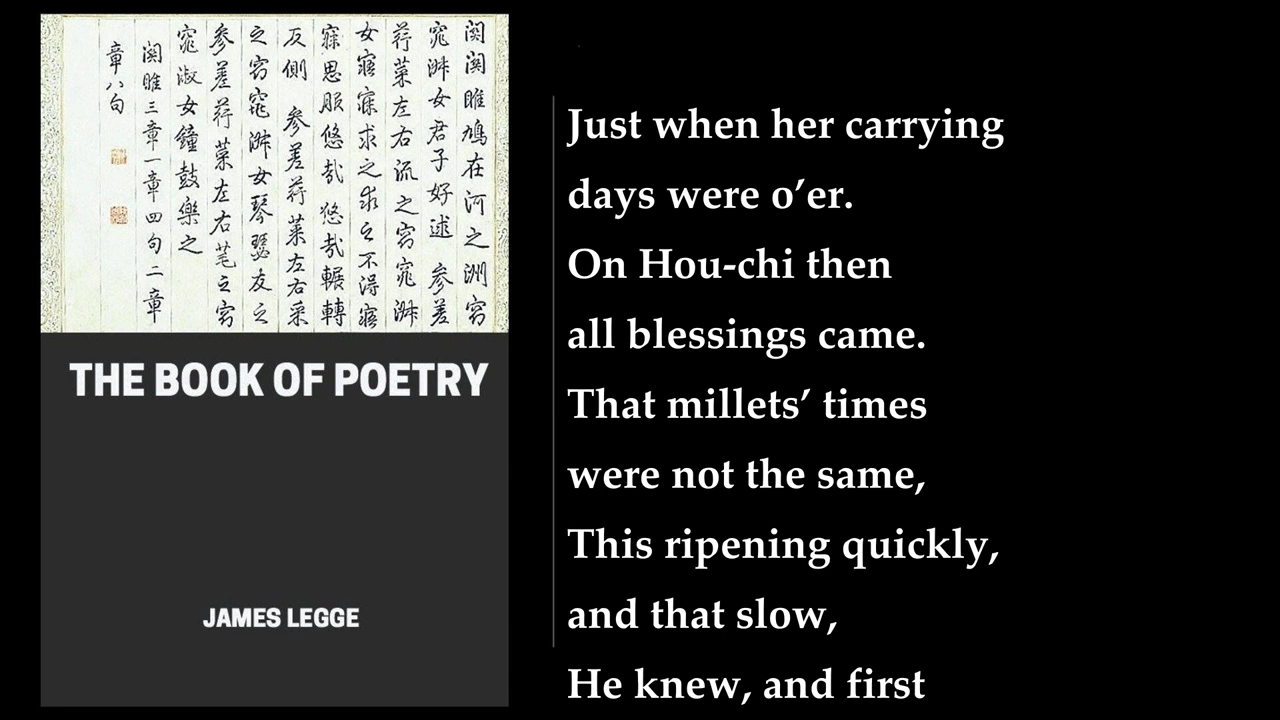 關關雎鳩在河之洲窈
窕淑女君子好逑 參差
荇菜左右流之窈窕淑
女寤寐求之求之不得寤
寐思服悠哉悠哉輾轉
反側 參差荇菜左右采
之窈窕淑女琴瑟友之
參差荇菜左右芼之窈
窕淑女鐘鼓樂之
關雎三章一章四句二章
章八句
THE BOOK OF POETRY
JAMES LEGGE
Just when her carrying
days were o’er.
On Hou-chi then
all blessings came.
That millets’ times
were not the same,
This ripening quickly,
and that slow,
He knew, and first